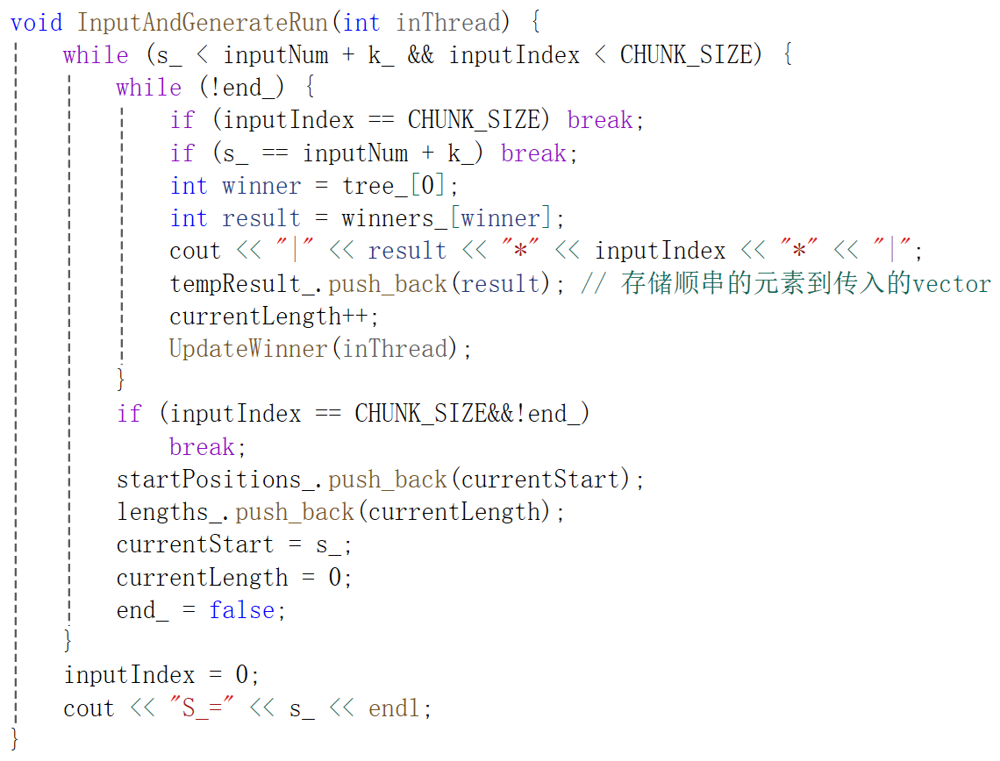 void InputAndGenerateRun(int inThread) {
    while (s_ < inputNum + k_ && inputIndex < CHUNK_SIZE) {
        while (!end_) {
            if (inputIndex == CHUNK_SIZE) break;
            if (s_ == inputNum + k_) break;
            int winner = tree_[0];
            int result = winners_[winner];
            cout << "|" << result << "*" << inputIndex << "*" << "|";
            tempResult_.push_back(result); // 存储顺串的元素到传入的vector
            currentLength++;
            UpdateWinner(inThread);
        }
        if (inputIndex == CHUNK_SIZE&&!end_)
            break;
        startPositions_.push_back(currentStart);
        lengths_.push_back(currentLength);
        currentStart = s_;
        currentLength = 0;
        end_ = false;
    }
    inputIndex = 0;
    cout << "S_=" << s_ << endl;
}